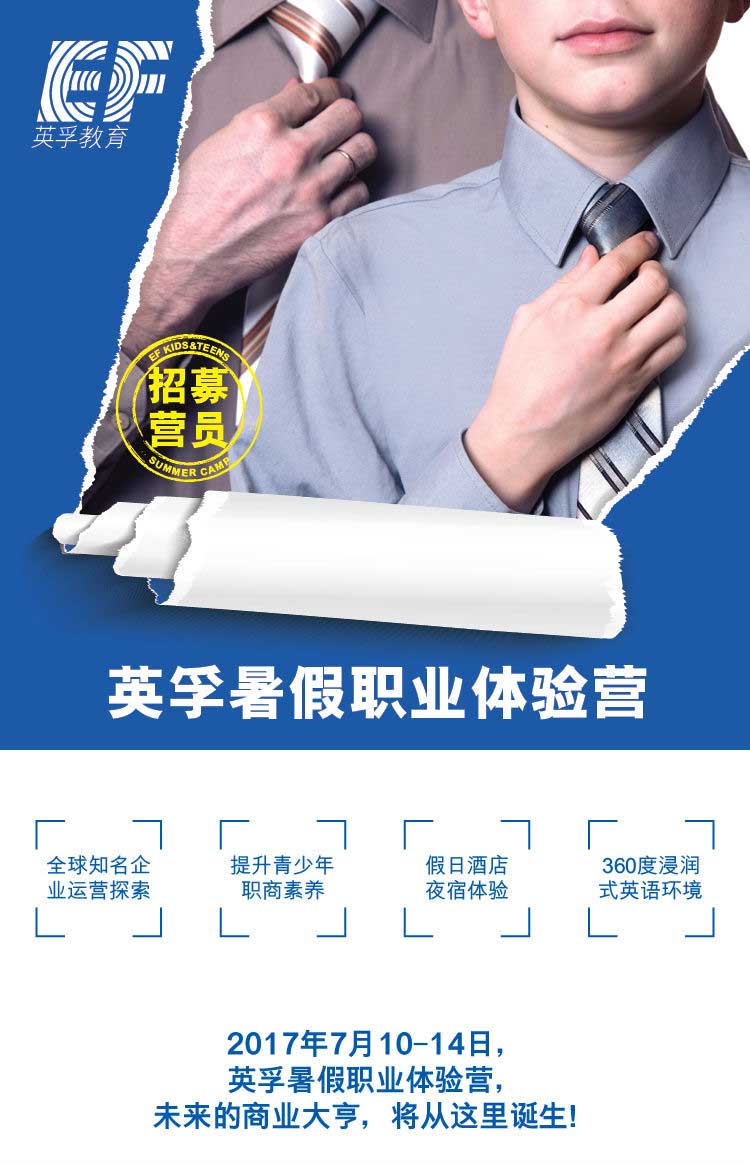 EF
英孚教育
EF KIDS&TEENS
招募
营员
SUMMER CAMP
英孚暑假职业体验营
全球知名企
业运营探索
提升青少年
职商素养
假日酒店
夜宿体验
360度浸润
式英语环境
2017年7月10-14日，
英孚暑假职业体验营，
未来的商业大亨，将从这里诞生!